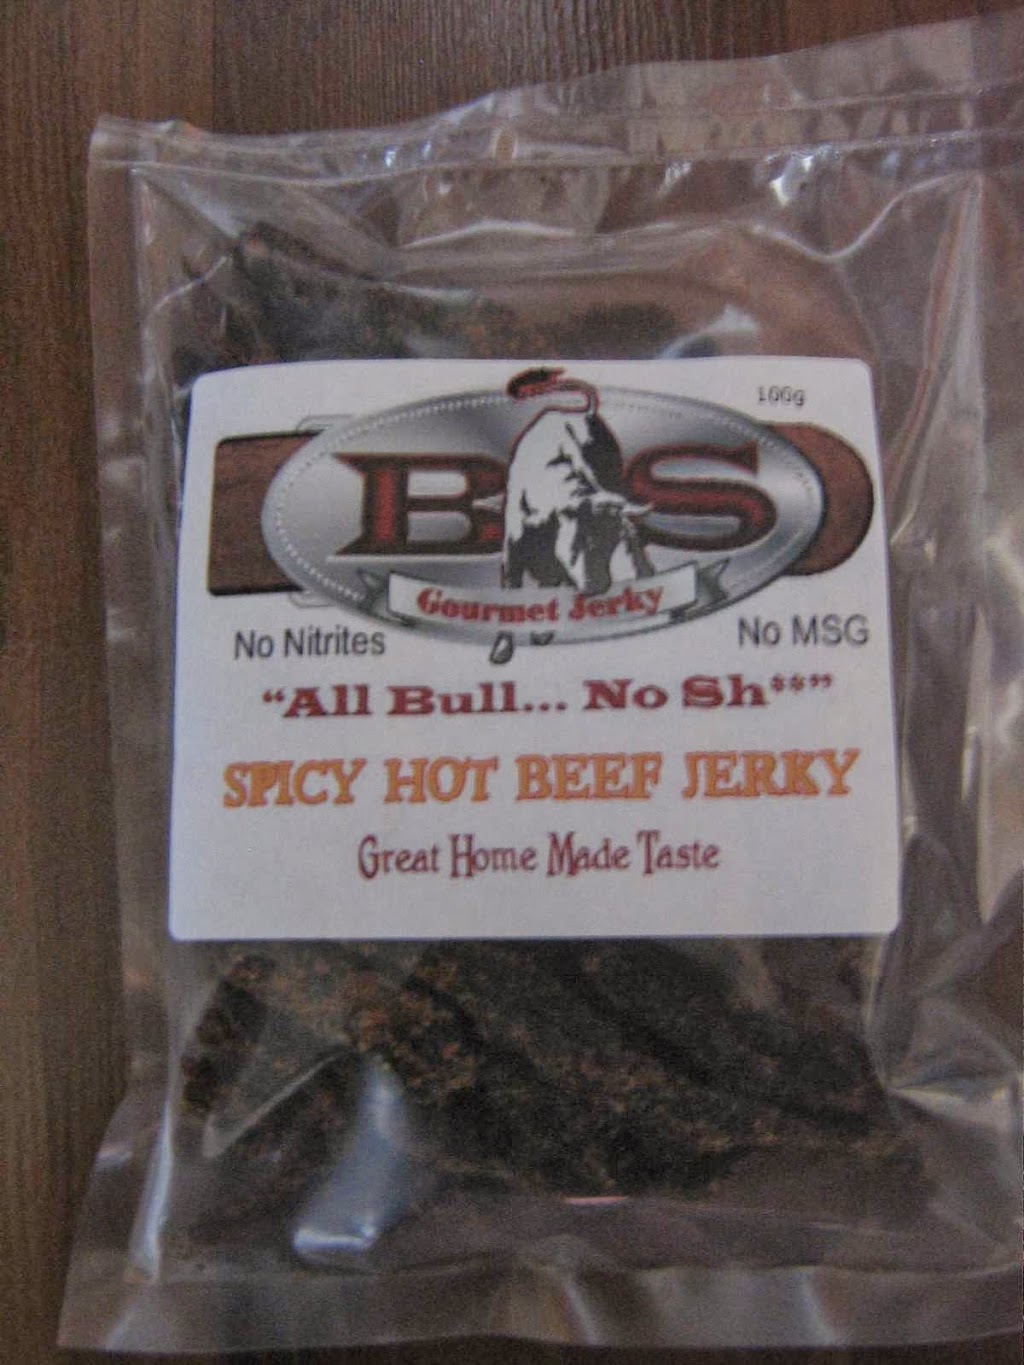 100g
BS
Gourmet Jerky
No Nitrites
No MSG
“All Bull... No Sh**”
SPICY HOT BEEF JERKY
Great Home Made Taste